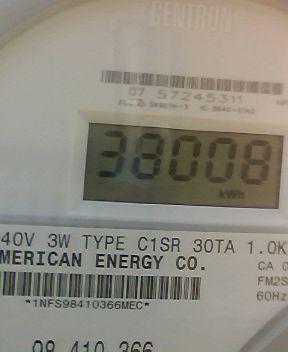 CENTRON
07 57245311
38008
kWh
40V 3W TYPE C1SR 30TA 1.0K
MERICAN ENERGY CO.
CA 0
FM2S
60Hz
*1NFS98410366MEC*
98 410 366